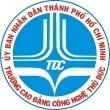 ỦY BAN NHÂN DÂN THÀNH PHỐ HỒ CHÍ MINH
TDC
TRƯỜNG CAO ĐẲNG CÔNG NGHỆ THỦ ĐỨC